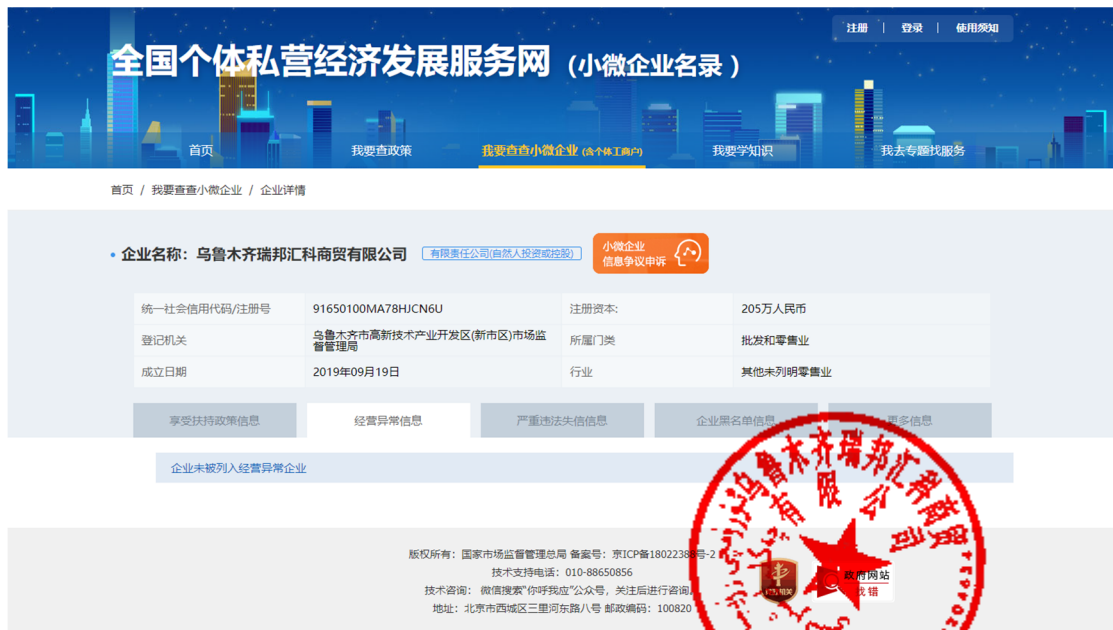 注册 | 登录 | 使用须知
全国个体私营经济发展服务网（小微企业名录）
首页 我要查政策 我要查查小微企业(含个体工商户) 我要学知识 我去专题找服务
首页 / 我要查查小微企业 / 企业详情
• 企业名称：乌鲁木齐瑞邦汇科商贸有限公司 有限责任公司(自然人投资或控股)
小微企业
信息争议申诉
统一社会信用代码/注册号 91650100MA78HJCN6U 注册资本: 205万人民币
登记机关 乌鲁木齐市高新技术产业开发区(新市区)市场监督管理局 所属门类 批发和零售业
成立日期 2019年09月19日 行业 其他未列明零售业
享受扶持政策信息 经营异常信息 严重违法失信信息 企业黑名单信息 更多信息
企业未被列入经营异常企业
版权所有：国家市场监督管理总局 备案号：京ICP备18022388号-2
技术支持电话：010-88650856
技术咨询： 微信搜索“你呼我应”公众号，关注后进行咨询。
地址：北京市西城区三里河东路八号 邮政编码：100820
政府网站
找错
乌鲁木齐瑞邦汇科商贸有限公司